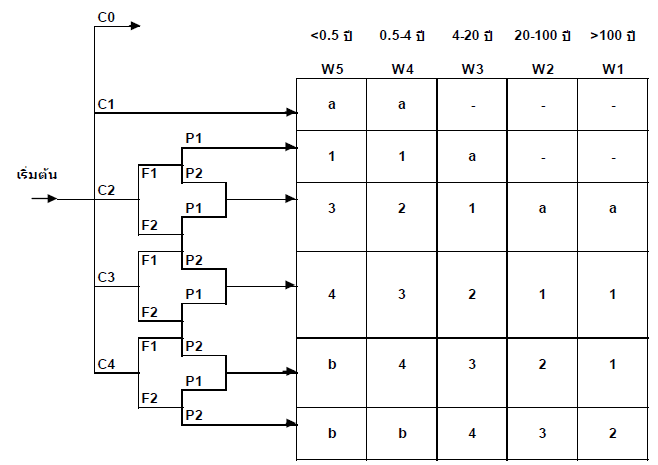 C0
<0.5 ปี 0.5-4 ปี 4-20 ปี 20-100 ปี >100 ปี
W5 W4 W3 W2 W1
C1 a a - - -
P1
1 1 a - -
F1 P2
เริ่มต้น
C2 P1 3 2 1 a a
F2
F1 P2
C3 P1 4 3 2 1 1
F2
F1 P2
C4 b 4 3 2 1
P1
F2
P2
b b 4 3 2